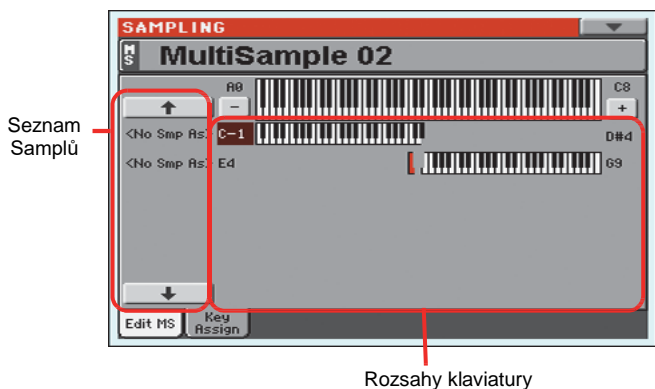 SAMPLING
MS MultiSample 02
A0 C8
- +
Seznam
Samplů
<No Smp As> C-1 D#4
<No Smp As> E4 G9
Edit MS Key
Assign
Rozsahy klaviatury